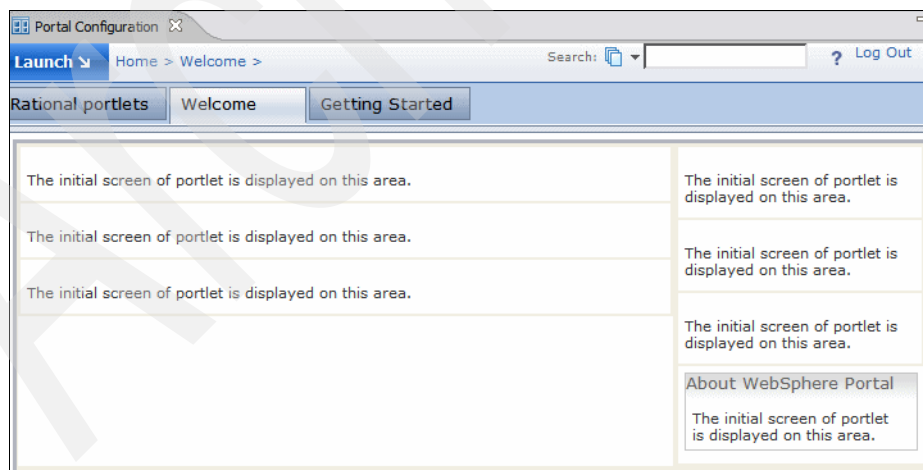 Portal Configuration
Launch Home > Welcome > Search: ? Log Out
Rational portlets Welcome Getting Started
The initial screen of portlet is displayed on this area.
The initial screen of portlet is displayed on this area.
The initial screen of portlet is displayed on this area.
The initial screen of portlet is
displayed on this area.
The initial screen of portlet is
displayed on this area.
The initial screen of portlet is
displayed on this area.
About WebSphere Portal
The initial screen of portlet
is displayed on this area.